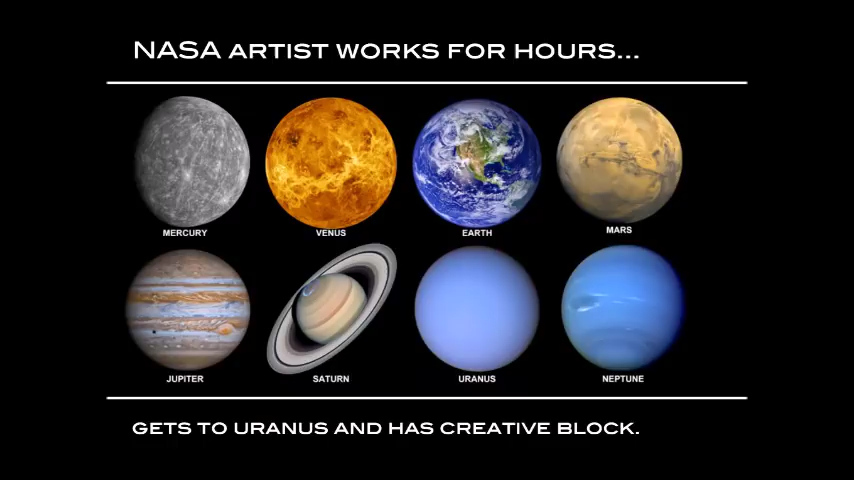 NASA ARTIST WORKS FOR HOURS...
MERCURY
VENUS
EARTH
MARS
JUPITER
SATURN
URANUS
NEPTUNE
GETS TO URANUS AND HAS CREATIVE BLOCK.